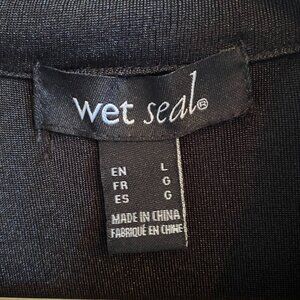 wet seal®
EN L
FR G
ES G
MADE IN CHINA
FABRIQUÉ EN CHINE